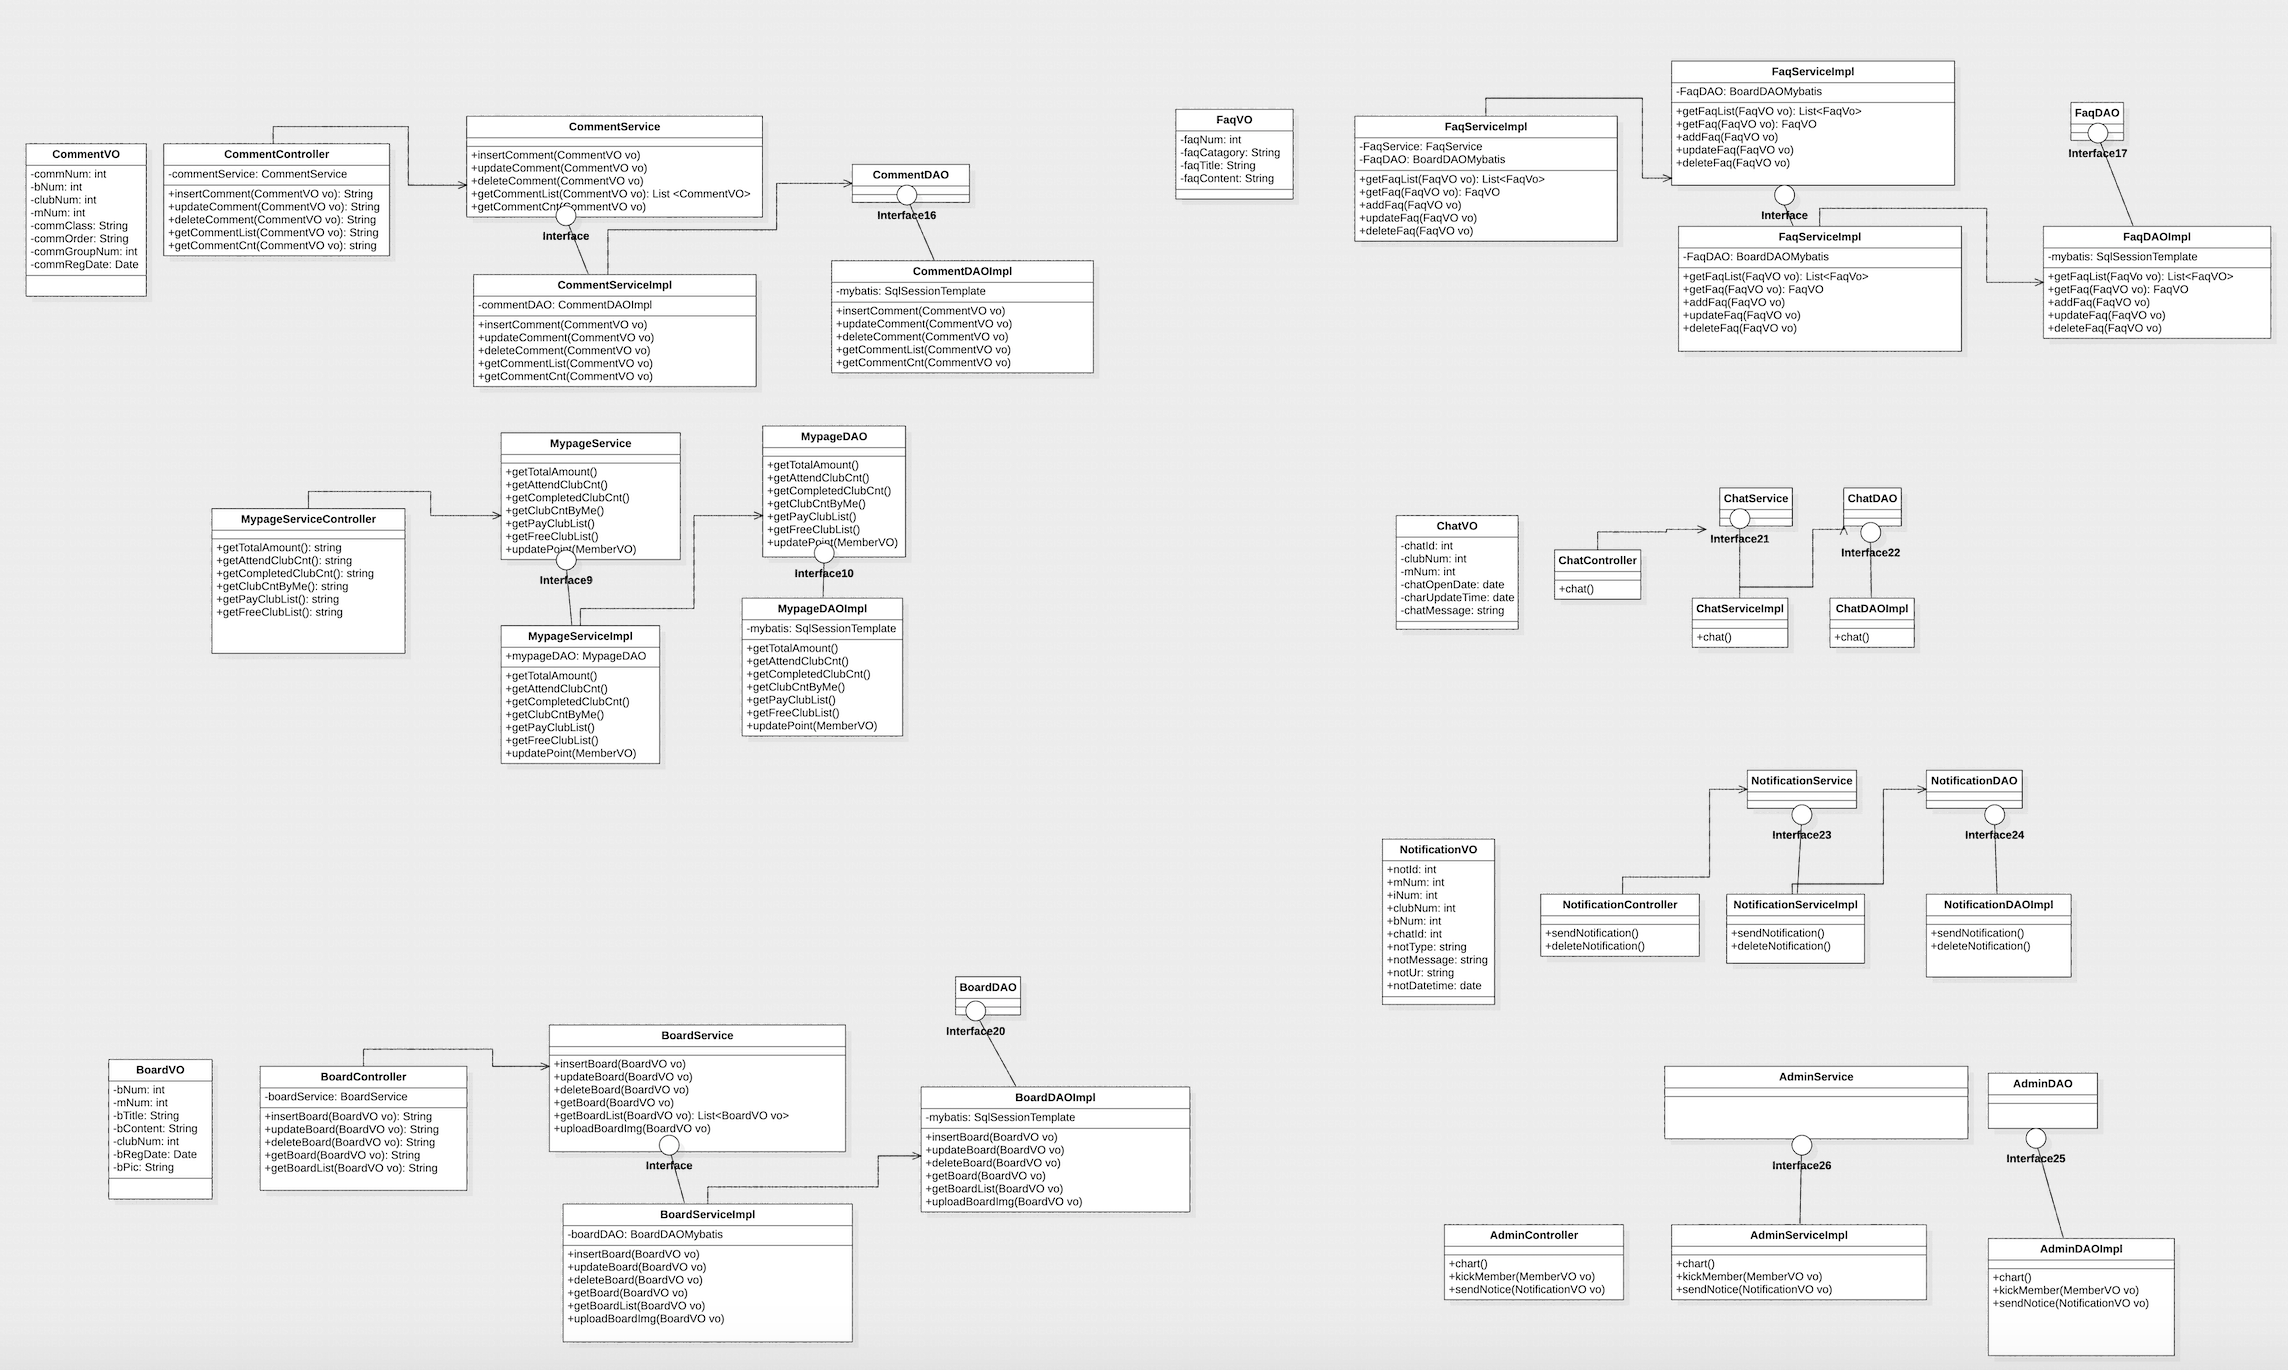 CommentVO
-commNum: int
-bNum: int
-clubNum: int
-mNum: int
-commClass: String
-commOrder: String
-commGroupNum: int
-commRegDate: Date
CommentController
-commentService: CommentService
+insertComment(CommentVO vo): String
+updateComment(CommentVO vo): String
+deleteComment(CommentVO vo): String
+getCommentList(CommentVO vo): String
+getCommentCnt(CommentVO vo): string
CommentService
+insertComment(CommentVO vo)
+updateComment(CommentVO vo)
+deleteComment(CommentVO vo)
+getCommentList(CommentVO vo): List <CommentVO>
+getCommentCnt(CommentVO vo)
Interface
CommentServiceImpl
-commentDAO: CommentDAOImpl
+insertComment(CommentVO vo)
+updateComment(CommentVO vo)
+deleteComment(CommentVO vo)
+getCommentList(CommentVO vo)
+getCommentCnt(CommentVO vo)
CommentDAO
Interface16
CommentDAOImpl
-mybatis: SqlSessionTemplate
+insertComment(CommentVO vo)
+updateComment(CommentVO vo)
+deleteComment(CommentVO vo)
+getCommentList(CommentVO vo)
+getCommentCnt(CommentVO vo)
FaqVO
-faqNum: int
-faqCatagory: String
-faqTitle: String
-faqContent: String
FaqServiceImpl
-FaqService: FaqService
-FaqDAO: BoardDAOMybatis
+getFaqList(FaqVO vo): List<FaqVo>
+getFaq(FaqVO vo): FaqVO
+addFaq(FaqVO vo)
+updateFaq(FaqVO vo)
+deleteFaq(FaqVO vo)
FaqServiceImpl
-FaqDAO: BoardDAOMybatis
+getFaqList(FaqVO vo): List<FaqVo>
+getFaq(FaqVO vo): FaqVO
+addFaq(FaqVO vo)
+updateFaq(FaqVO vo)
+deleteFaq(FaqVO vo)
Interface
FaqServiceImpl
-FaqDAO: BoardDAOMybatis
+getFaqList(FaqVO vo): List<FaqVo>
+getFaq(FaqVO vo): FaqVO
+addFaq(FaqVO vo)
+updateFaq(FaqVO vo)
+deleteFaq(FaqVO vo)
FaqDAO
Interface17
FaqDAOImpl
-mybatis: SqlSessionTemplate
+getFaqList(FaqVo vo): List<FaqVO>
+getFaq(FaqVO vo): FaqVO
+addFaq(FaqVO vo)
+updateFaq(FaqVO vo)
+deleteFaq(FaqVO vo)
MypageServiceController
+getTotalAmount(): string
+getAttendClubCnt(): string
+getCompletedClubCnt(): string
+getClubCntByMe(): string
+getPayClubList(): string
+getFreeClubList(): string
MypageService
+getTotalAmount()
+getAttendClubCnt()
+getCompletedClubCnt()
+getClubCntByMe()
+getPayClubList()
+getFreeClubList()
+updatePoint(MemberVO)
Interface9
MypageServiceImpl
+mypageDAO: MypageDAO
+getTotalAmount()
+getAttendClubCnt()
+getCompletedClubCnt()
+getClubCntByMe()
+getPayClubList()
+getFreeClubList()
+updatePoint(MemberVO)
MypageDAO
+getTotalAmount()
+getAttendClubCnt()
+getCompletedClubCnt()
+getClubCntByMe()
+getPayClubList()
+getFreeClubList()
+updatePoint(MemberVO)
Interface10
MypageDAOImpl
-mybatis: SqlSessionTemplate
+getTotalAmount()
+getAttendClubCnt()
+getCompletedClubCnt()
+getClubCntByMe()
+getPayClubList()
+getFreeClubList()
+updatePoint(MemberVO)
ChatVO
-chatId: int
-clubNum: int
-mNum: int
-chatOpenDate: date
-charUpdateTime: date
-chatMessage: string
ChatController
+chat()
ChatService
Interface21
ChatServiceImpl
+chat()
ChatDAO
Interface22
ChatDAOImpl
+chat()
NotificationVO
+notId: int
+mNum: int
+iNum: int
+clubNum: int
+bNum: int
+chatId: int
+notType: string
+notMessage: string
+notUr: string
+notDatetime: date
NotificationController
+sendNotification()
+deleteNotification()
NotificationService
Interface23
NotificationServiceImpl
+sendNotification()
+deleteNotification()
NotificationDAO
Interface24
NotificationDAOImpl
+sendNotification()
+deleteNotification()
BoardVO
-bNum: int
-mNum: int
-bTitle: String
-bContent: String
-clubNum: int
-bRegDate: Date
-bPic: String
BoardController
-boardService: BoardService
+insertBoard(BoardVO vo): String
+updateBoard(BoardVO vo): String
+deleteBoard(BoardVO vo): String
+getBoard(BoardVO vo): String
+getBoardList(BoardVO vo): String
BoardService
+insertBoard(BoardVO vo)
+updateBoard(BoardVO vo)
+deleteBoard(BoardVO vo)
+getBoard(BoardVO vo)
+getBoardList(BoardVO vo): List<BoardVO vo>
+uploadBoardImg(BoardVO vo)
Interface
BoardServiceImpl
-boardDAO: BoardDAOMybatis
+insertBoard(BoardVO vo)
+updateBoard(BoardVO vo)
+deleteBoard(BoardVO vo)
+getBoard(BoardVO vo)
+getBoardList(BoardVO vo)
+uploadBoardImg(BoardVO vo)
BoardDAO
Interface20
BoardDAOImpl
-mybatis: SqlSessionTemplate
+insertBoard(BoardVO vo)
+updateBoard(BoardVO vo)
+deleteBoard(BoardVO vo)
+getBoard(BoardVO vo)
+getBoardList(BoardVO vo)
+uploadBoardImg(BoardVO vo)
AdminController
+chart()
+kickMember(MemberVO vo)
+sendNotice(NotificationVO vo)
AdminService
Interface26
AdminServiceImpl
+chart()
+kickMember(MemberVO vo)
+sendNotice(NotificationVO vo)
AdminDAO
Interface25
AdminDAOImpl
+chart()
+kickMember(MemberVO vo)
+sendNotice(NotificationVO vo)